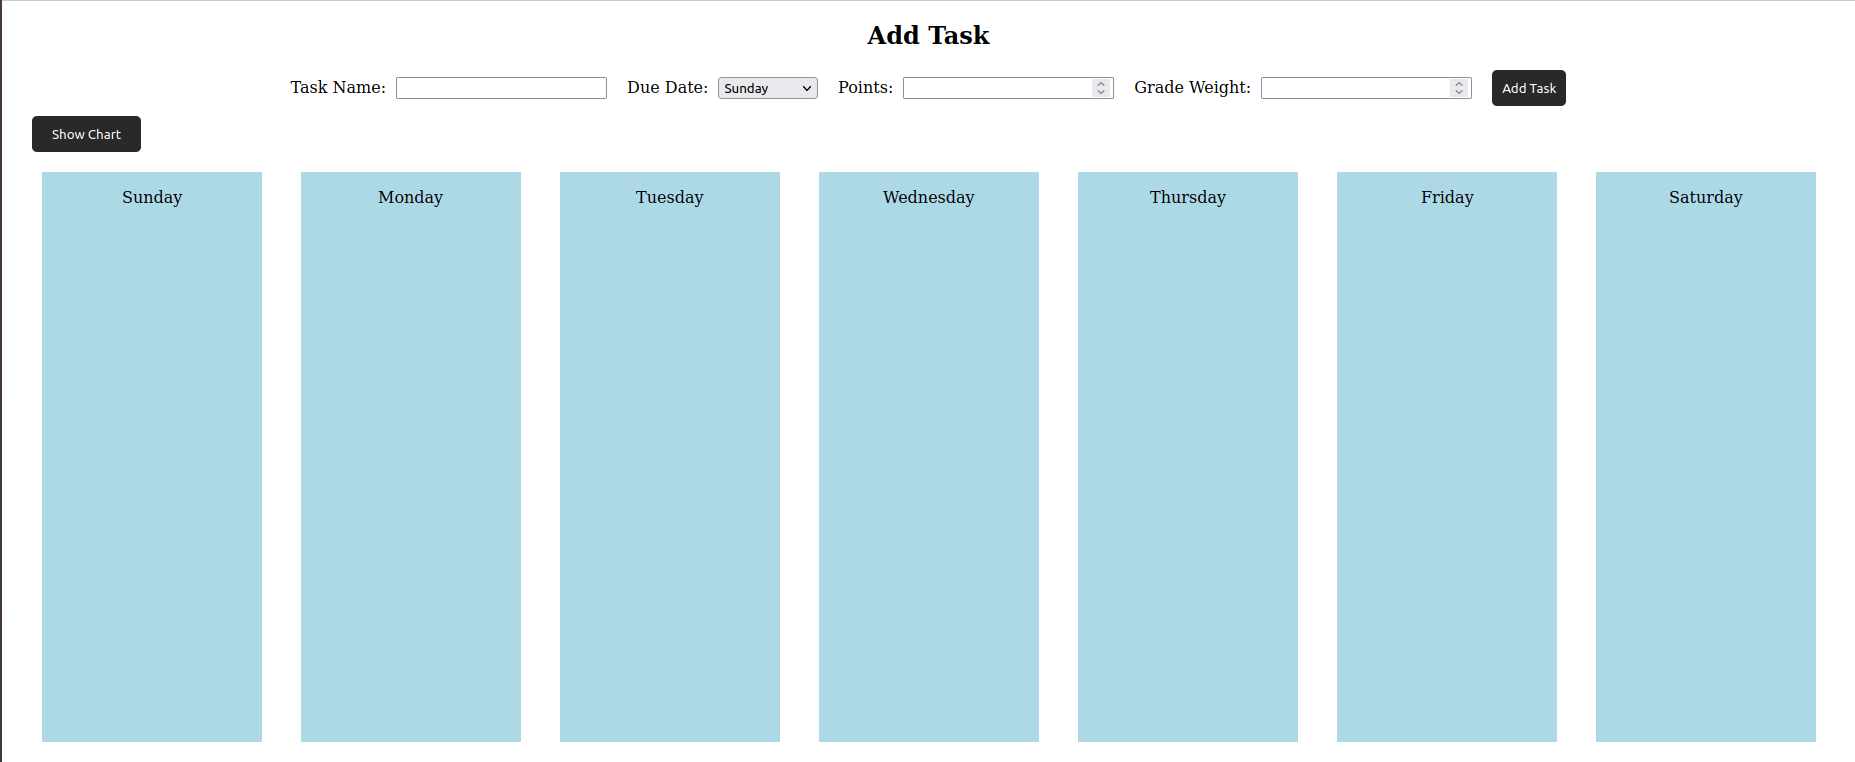 Add Task
Task Name: Due Date: Sunday Points: Grade Weight: Add Task
Show Chart
Sunday Monday Tuesday Wednesday Thursday Friday Saturday